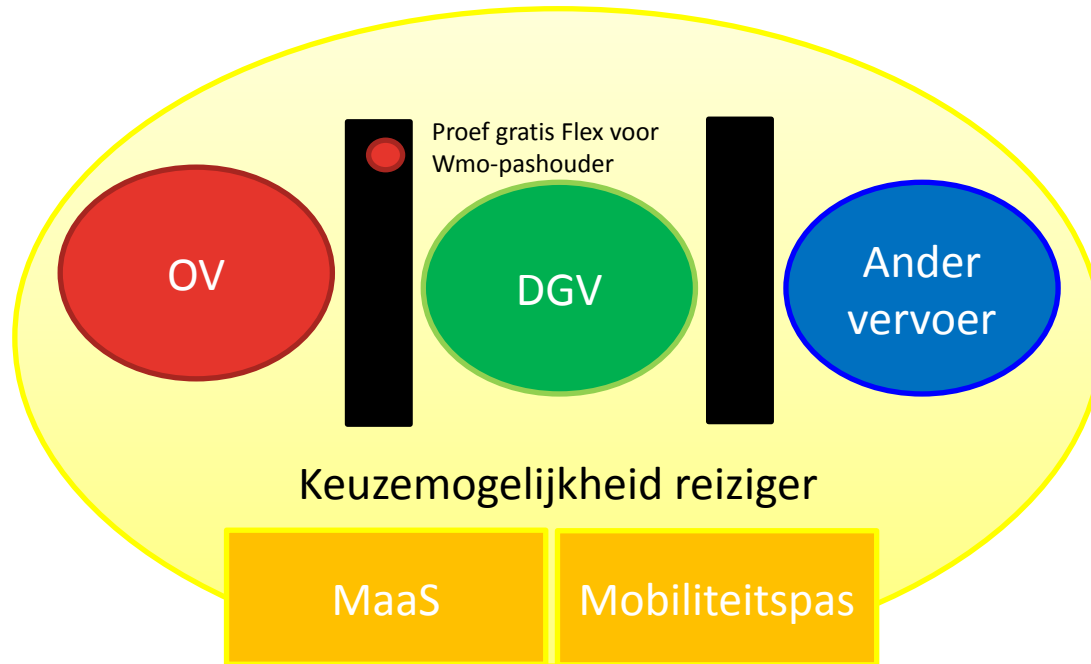 Proef gratis Flex voor
Wmo-pashouder
OV
DGV
Ander
vervoer
Keuzemogelijkheid reiziger
MaaS
Mobiliteitspas